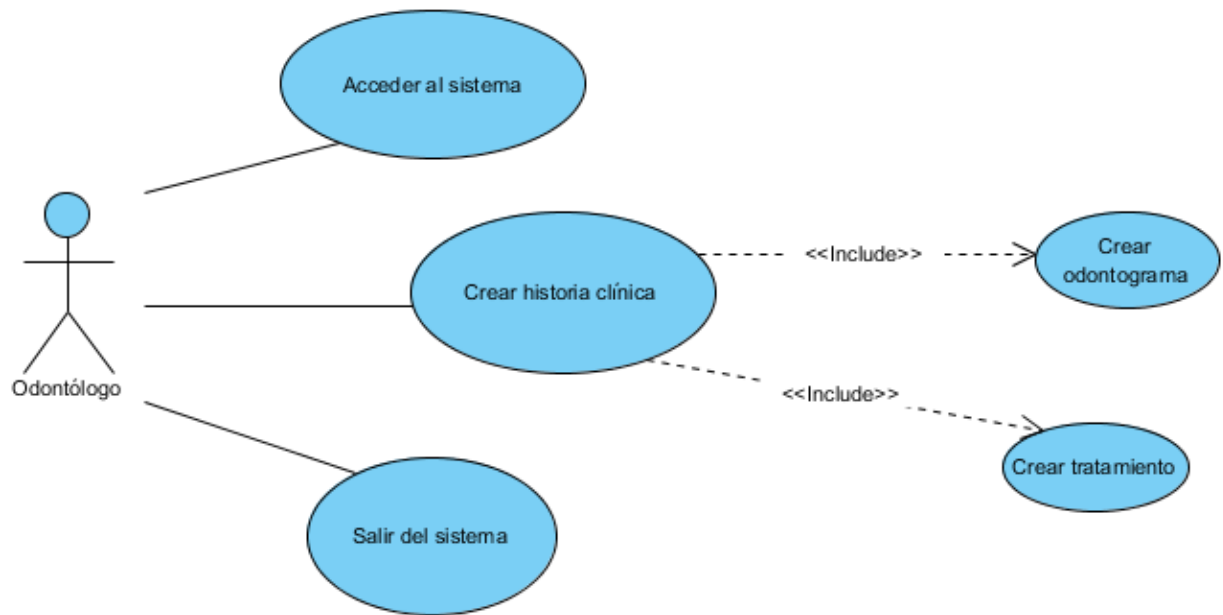 Acceder al sistema
Crear historia clínica
<<Include>>
Crear
odontograma
Odontólogo
<<Include>>
Crear tratamiento
Salir del sistema